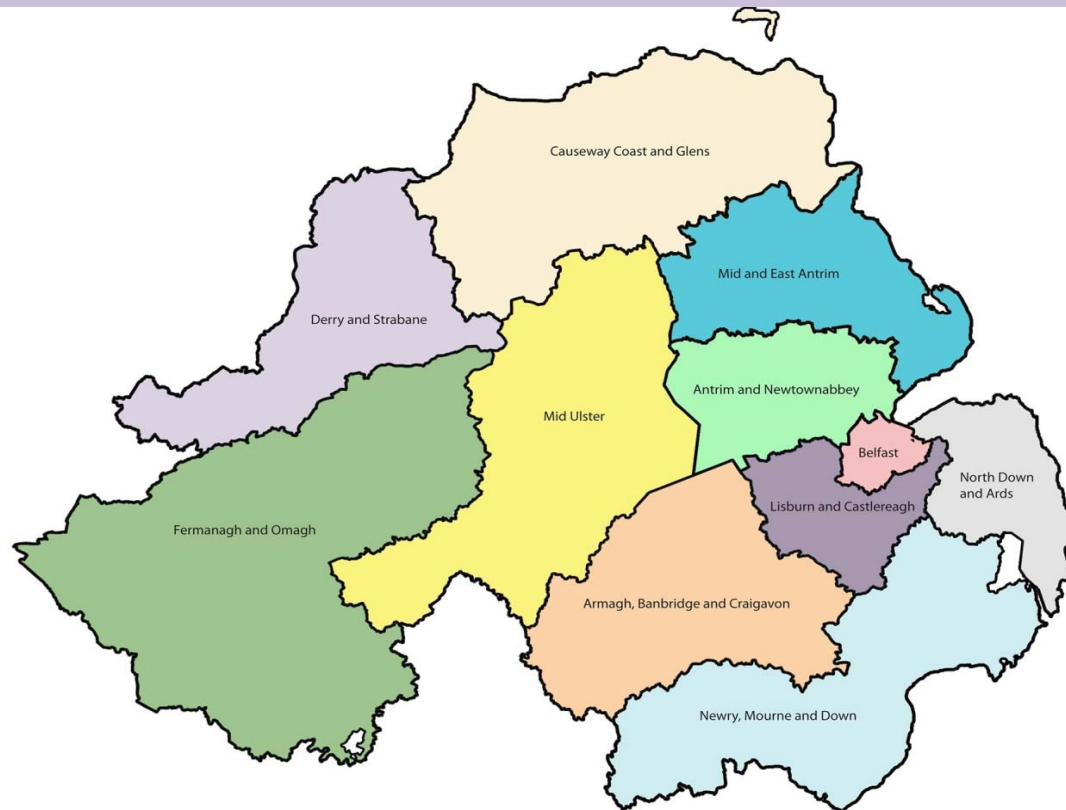 Causeway Coast and Glens
Mid and East Antrim
Derry and Strabane
Antrim and Newtownabbey
Mid Ulster
Belfast
North Down
and Ards
Lisburn and Castlereagh
Fermanagh and Omagh
Armagh, Banbridge and Craigavon
Newry, Mourne and Down